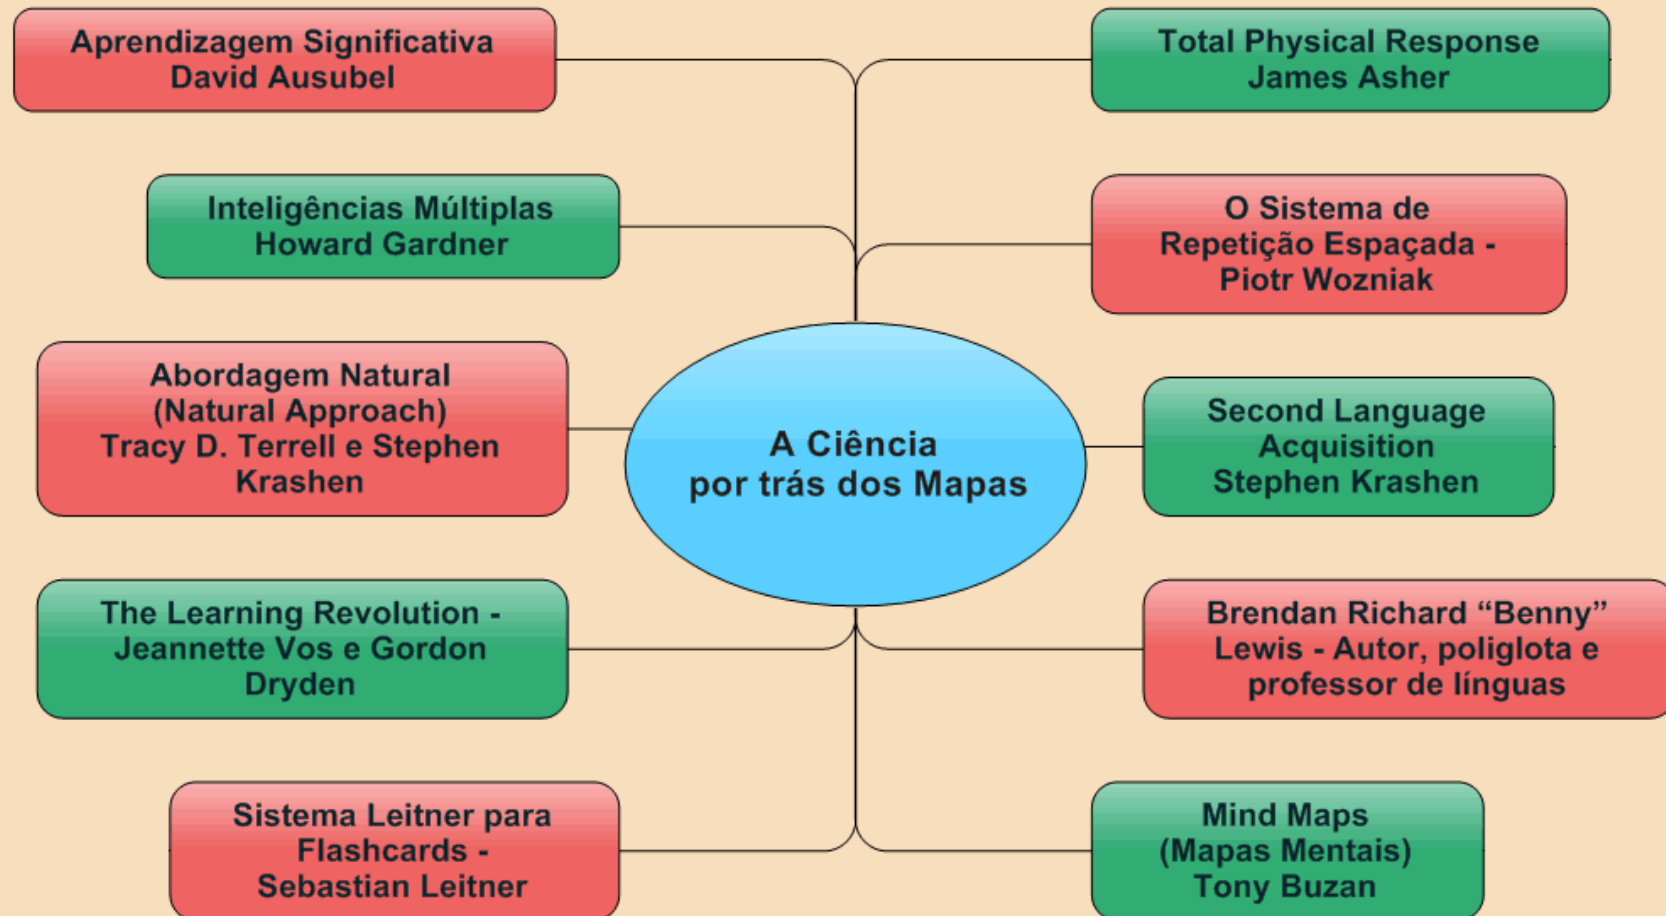 Aprendizagem Significativa
David Ausubel
Inteligências Múltiplas
Howard Gardner
Abordagem Natural
(Natural Approach)
Tracy D. Terrell e Stephen
Krashen
The Learning Revolution -
Jeannette Vos e Gordon
Dryden
Sistema Leitner para
Flashcards -
Sebastian Leitner
A Ciência
por trás dos Mapas
Total Physical Response
James Asher
O Sistema de
Repetição Espaçada -
Piotr Wozniak
Second Language
Acquisition
Stephen Krashen
Brendan Richard “Benny”
Lewis - Autor, poliglota e
professor de línguas
Mind Maps
(Mapas Mentais)
Tony Buzan